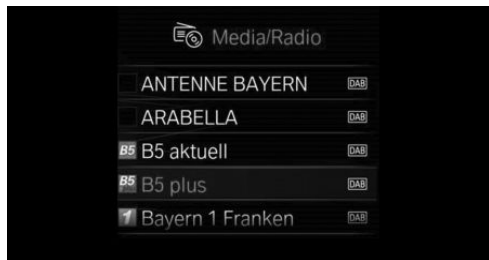 Media/Radio
ANTENNE BAYERN DAB
ARABELLA DAB
B5 B5 aktuell DAB
B5 B5 plus DAB
1 Bayern 1 Franken DAB